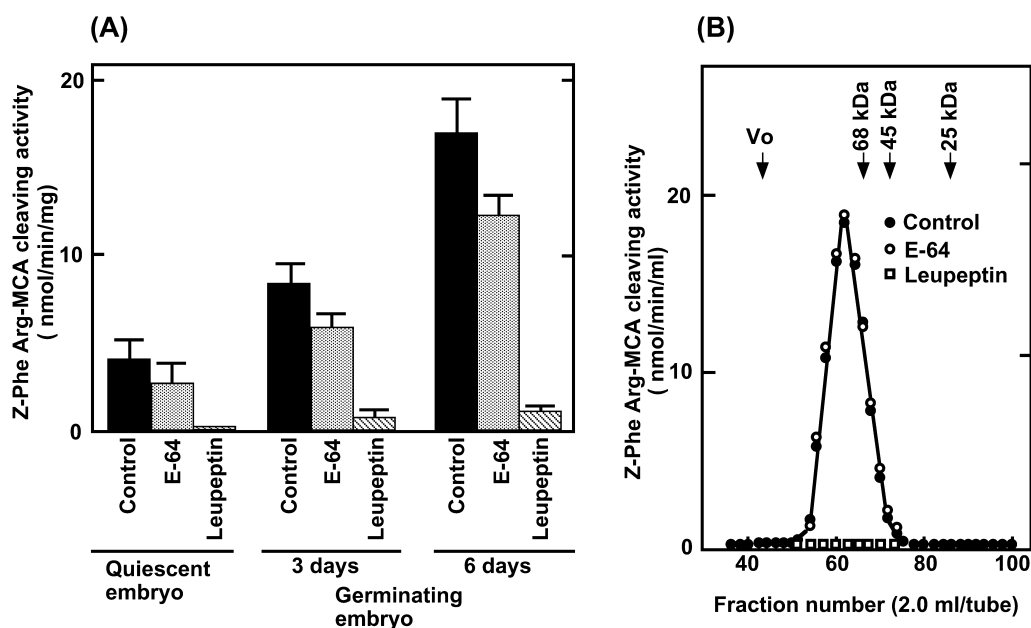 (A)
Z-Phe Arg-MCA cleaving activity
( nmol/min/mg)
20
10
0
Control
E-64
Leupeptin
Control
E-64
Leupeptin
Control
E-64
Leupeptin
Quiescent
embryo
3 days
6 days
Germinating
embryo
(B)
Z-Phe Arg-MCA cleaving activity
( nmol/min/ml)
20
10
0
Vo
68 kDa
45 kDa
25 kDa
Control
E-64
Leupeptin
40
60
80
100
Fraction number (2.0 ml/tube)